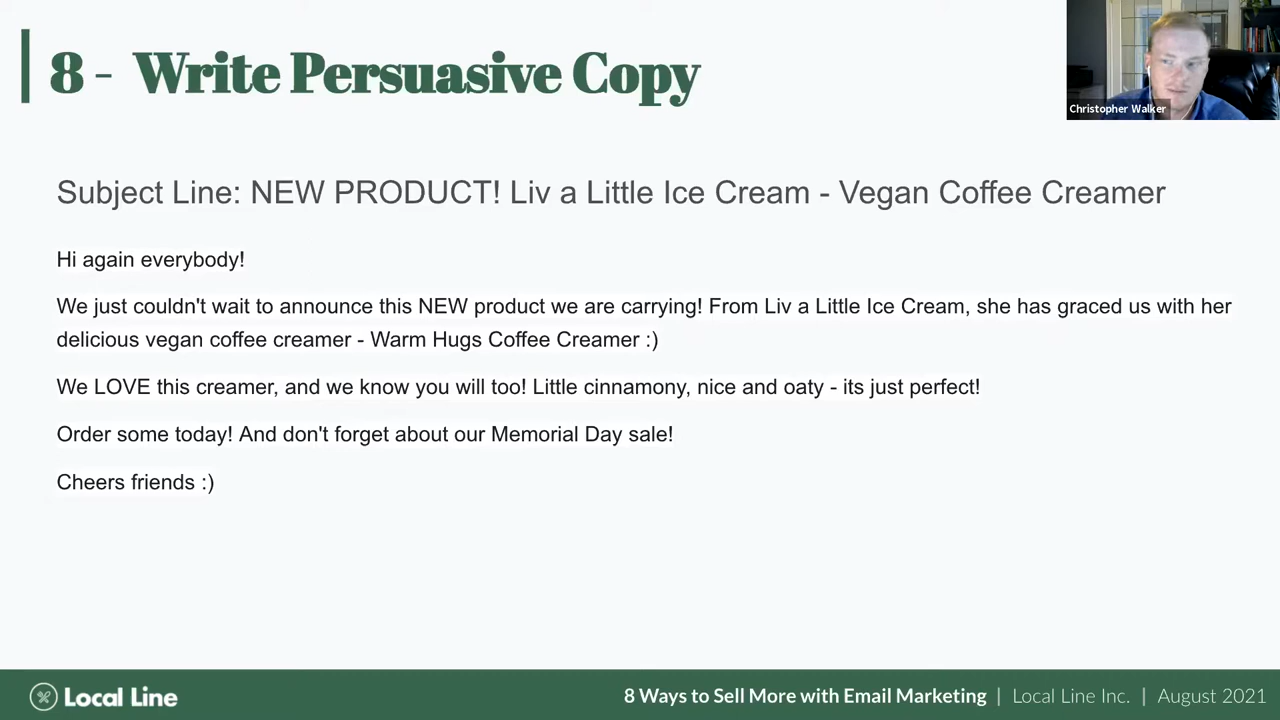 8 - Write Persuasive Copy
Christopher Walker
Subject Line: NEW PRODUCT! Liv a Little Ice Cream - Vegan Coffee Creamer
Hi again everybody!
We just couldn't wait to announce this NEW product we are carrying! From Liv a Little Ice Cream, she has graced us with her
delicious vegan coffee creamer - Warm Hugs Coffee Creamer :)
We LOVE this creamer, and we know you will too! Little cinnamony, nice and oaty - its just perfect!
Order some today! And don't forget about our Memorial Day sale!
Cheers friends :)
Local Line
8 Ways to Sell More with Email Marketing | Local Line Inc. | August 2021